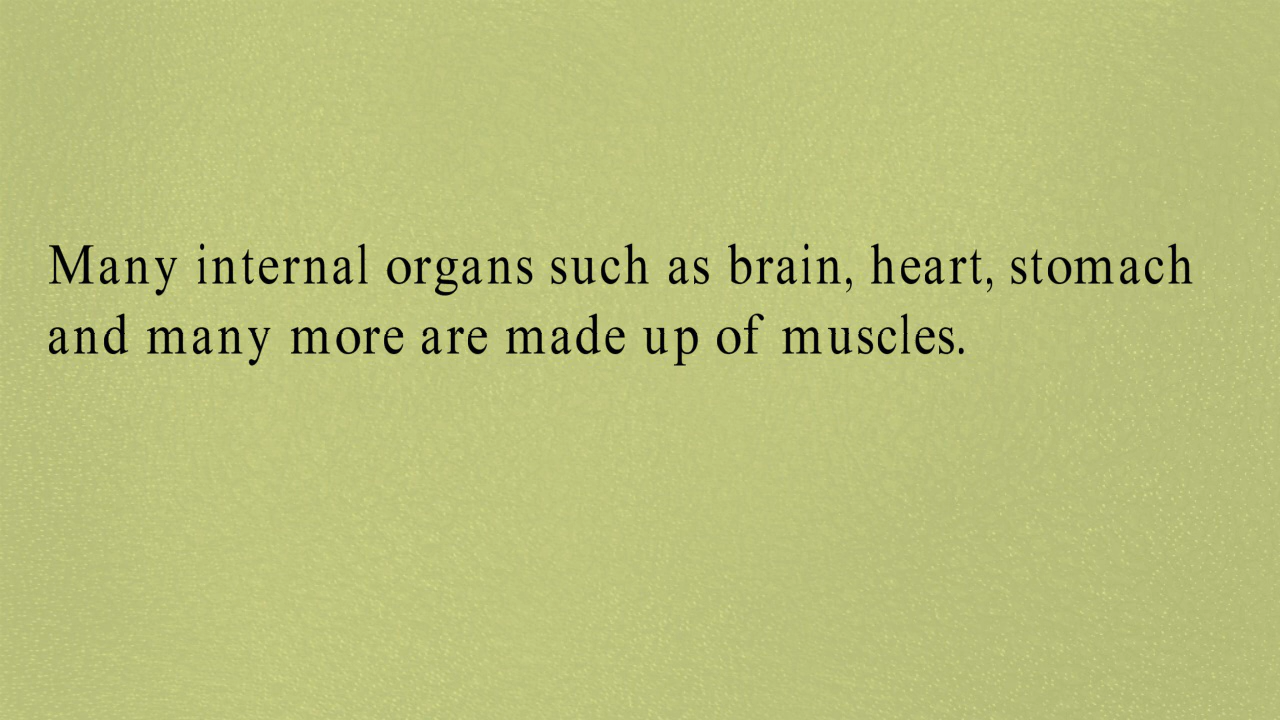 Many internal organs such as brain, heart, stomach
and many more are made up of muscles.